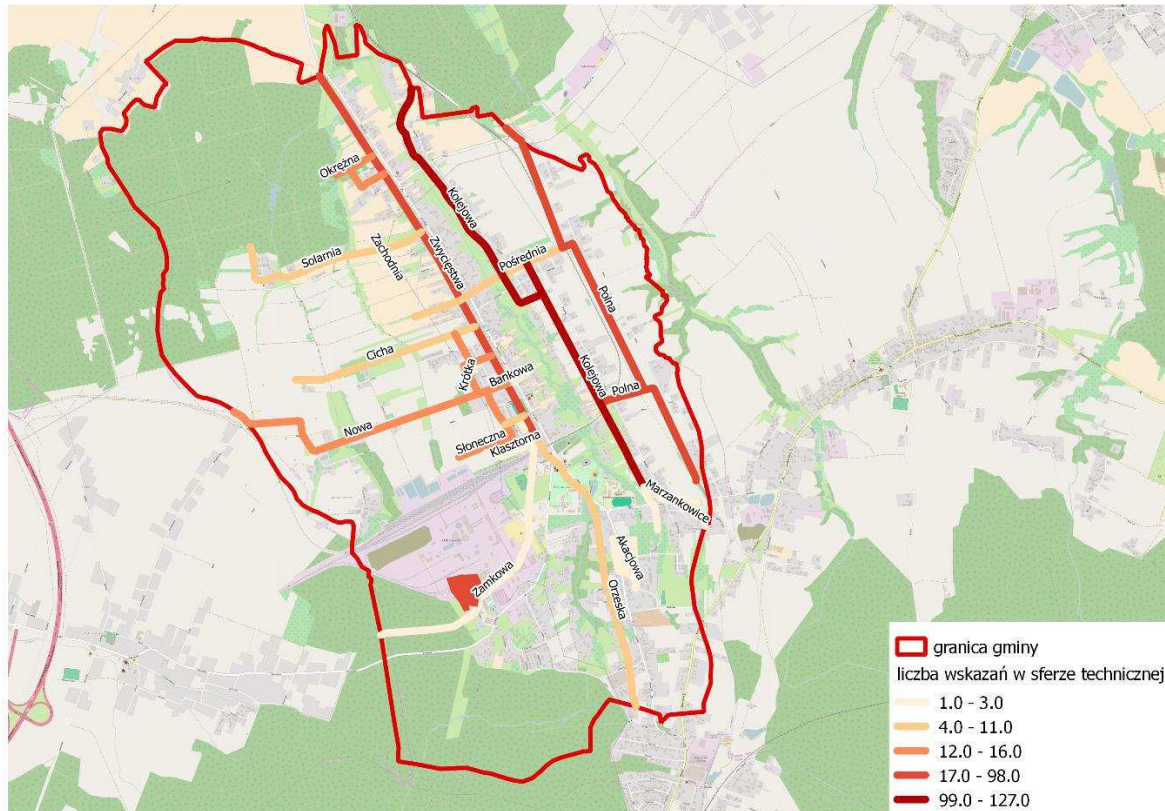 Okrężna
Kolejowa
Solarnia
Zachodnia
Zwycięstwa
Pośrednia
Polna
Cicha
Krótka
Bankowa
Kolejowa
Polna
Nowa
Słoneczna
Klasztorna
Marzankowice
Akacjowa
Zamkowa
Orzeska
granica gminy
liczba wskazań w sferze technicznej
1.0 - 3.0
4.0 - 11.0
12.0 - 16.0
17.0 - 98.0
99.0 - 127.0